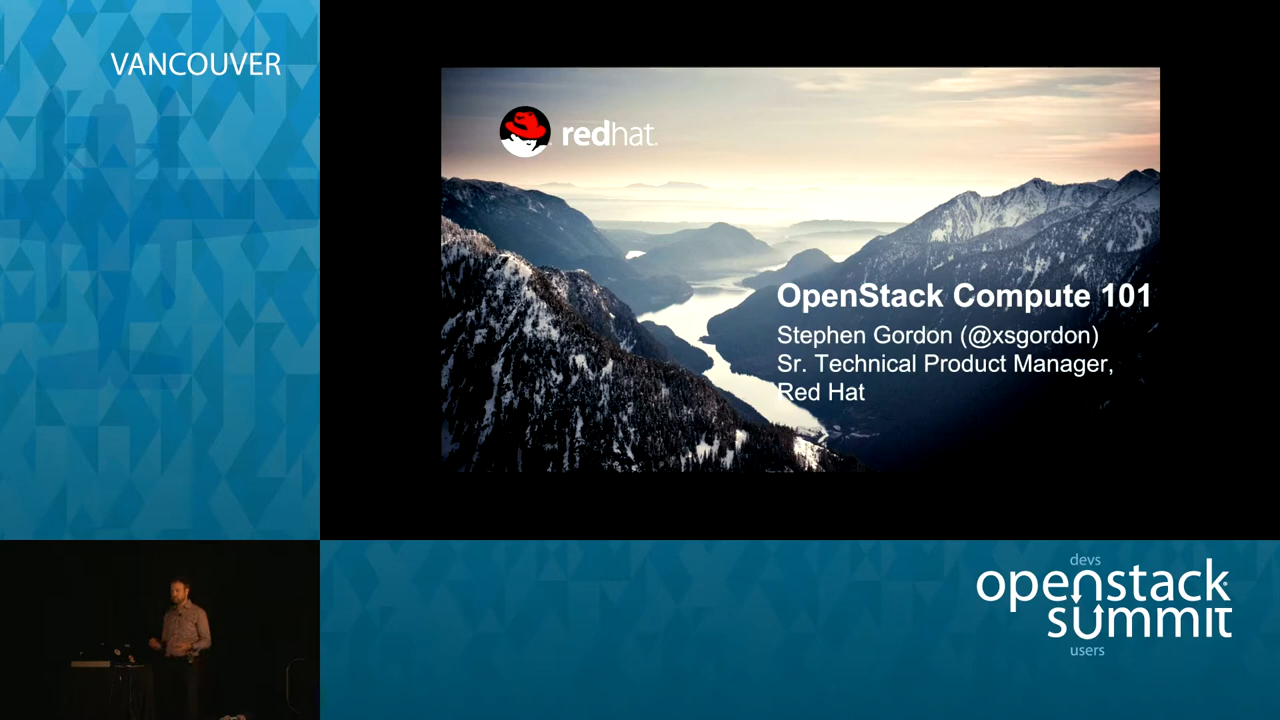 VANCOUVER
redhat.
OpenStack Compute 101
Stephen Gordon (@xsgordon)
Sr. Technical Product Manager,
Red Hat
devs
openstack
summit
users